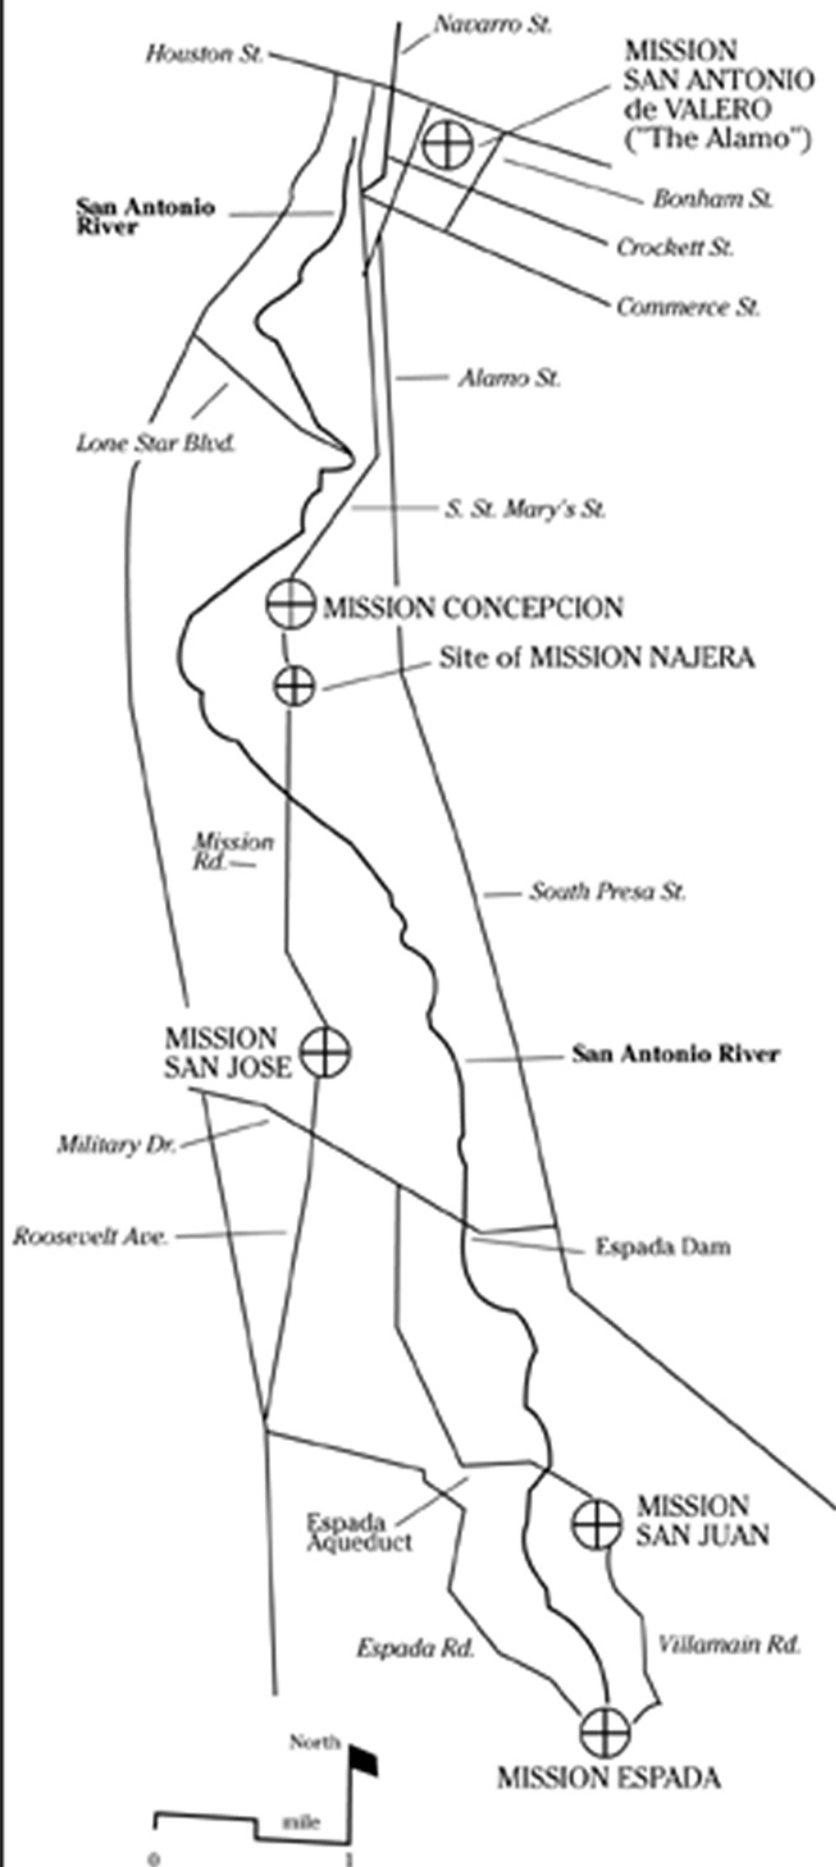 Navarro St.
Houston St.
MISSION
SAN ANTONIO
de VALERO
("The Alamo")
Bonham St.
San Antonio
River
Crockett St.
Commerce St.
Alamo St.
Lone Star Blvd.
S. St. Mary's St.
MISSION CONCEPCION
Site of MISSION NAJERA
Mission
Rd.
South Presa St.
MISSION
SAN JOSE
San Antonio River
Military Dr.
Roosevelt Ave.
Espada Dam
Espada
Aqueduct
MISSION
SAN JUAN
Espada Rd.
Villamain Rd.
MISSION ESPADA
North
mile
0 1